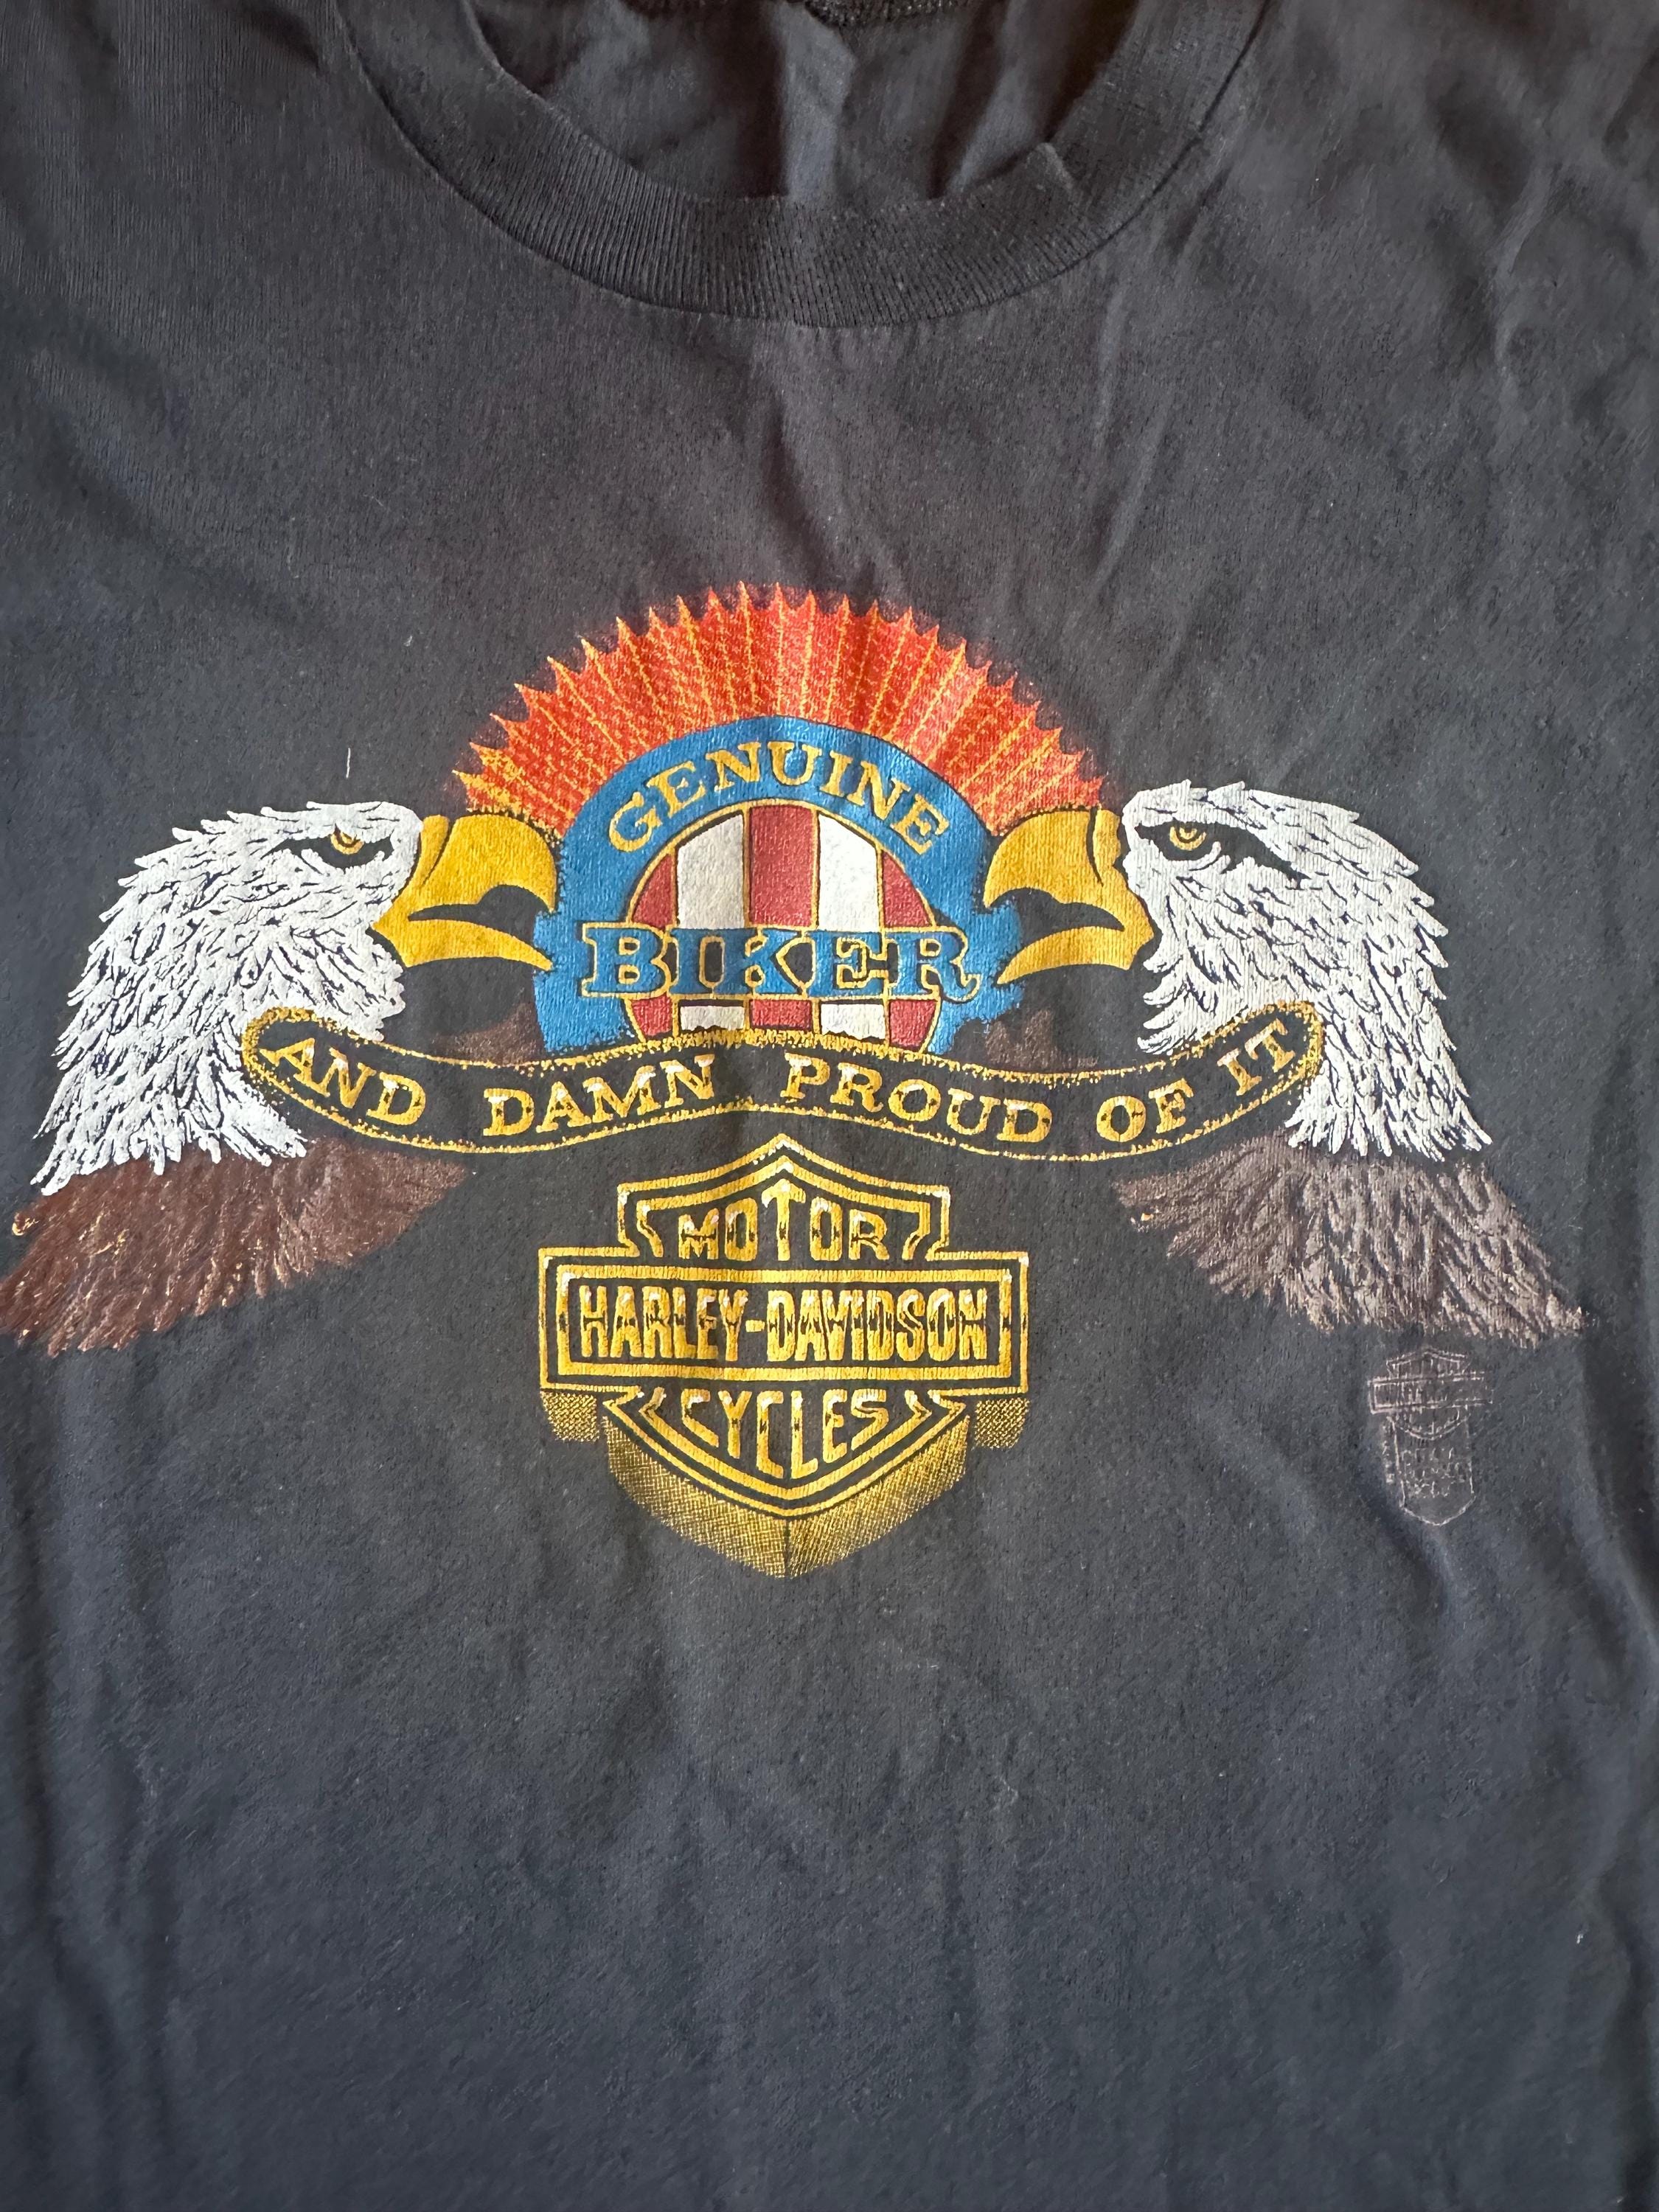 GENUINE
BIKER
AND DAMN PROUD OF IT
MOTOR
HARLEY-DAVIDSON
CYCLES